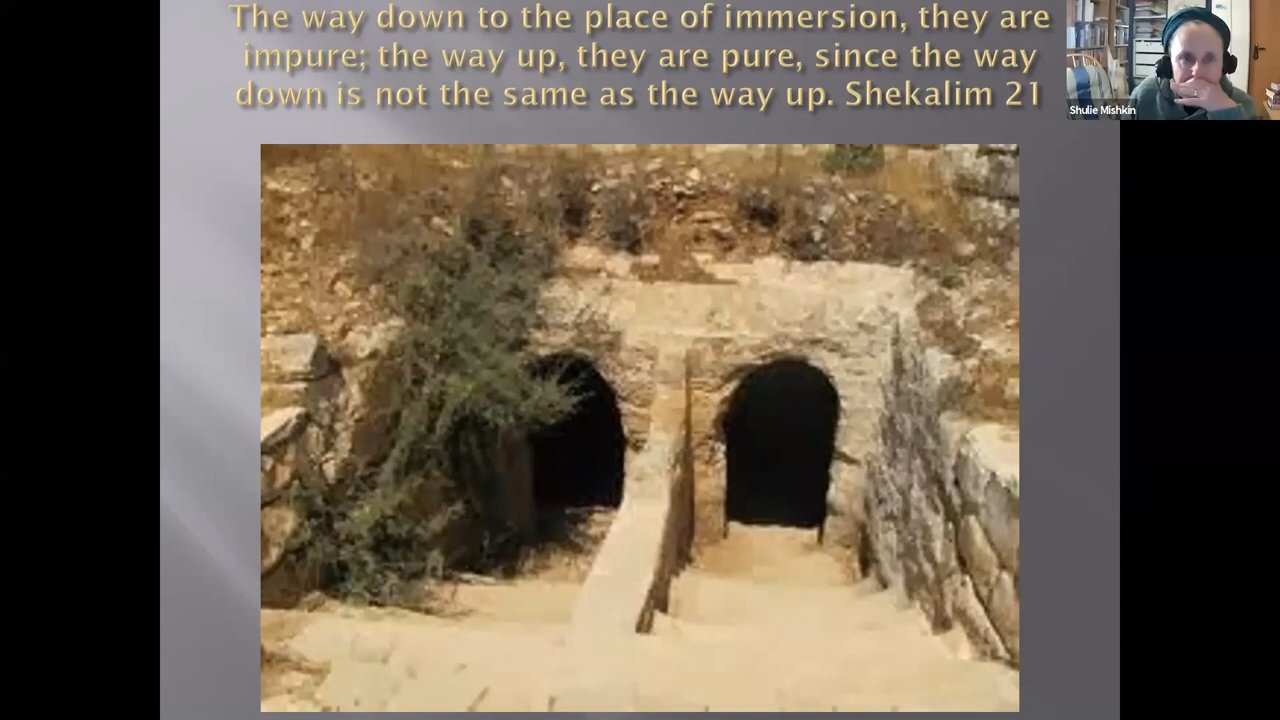 The way down to the place of immersion, they are
impure; the way up, they are pure, since the way
down is not the same as the way up. Shekalim 21
Shulie Mishkin